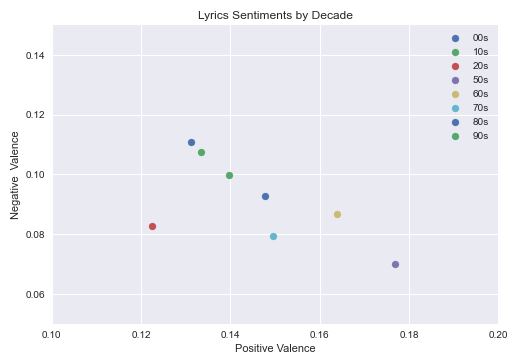 Lyrics Sentiments by Decade
0.14
0.12
0.10
0.08
0.06
Negative Valence
00s
10s
20s
50s
60s
70s
80s
90s
0.10 0.12 0.14 0.16 0.18 0.20
Positive Valence